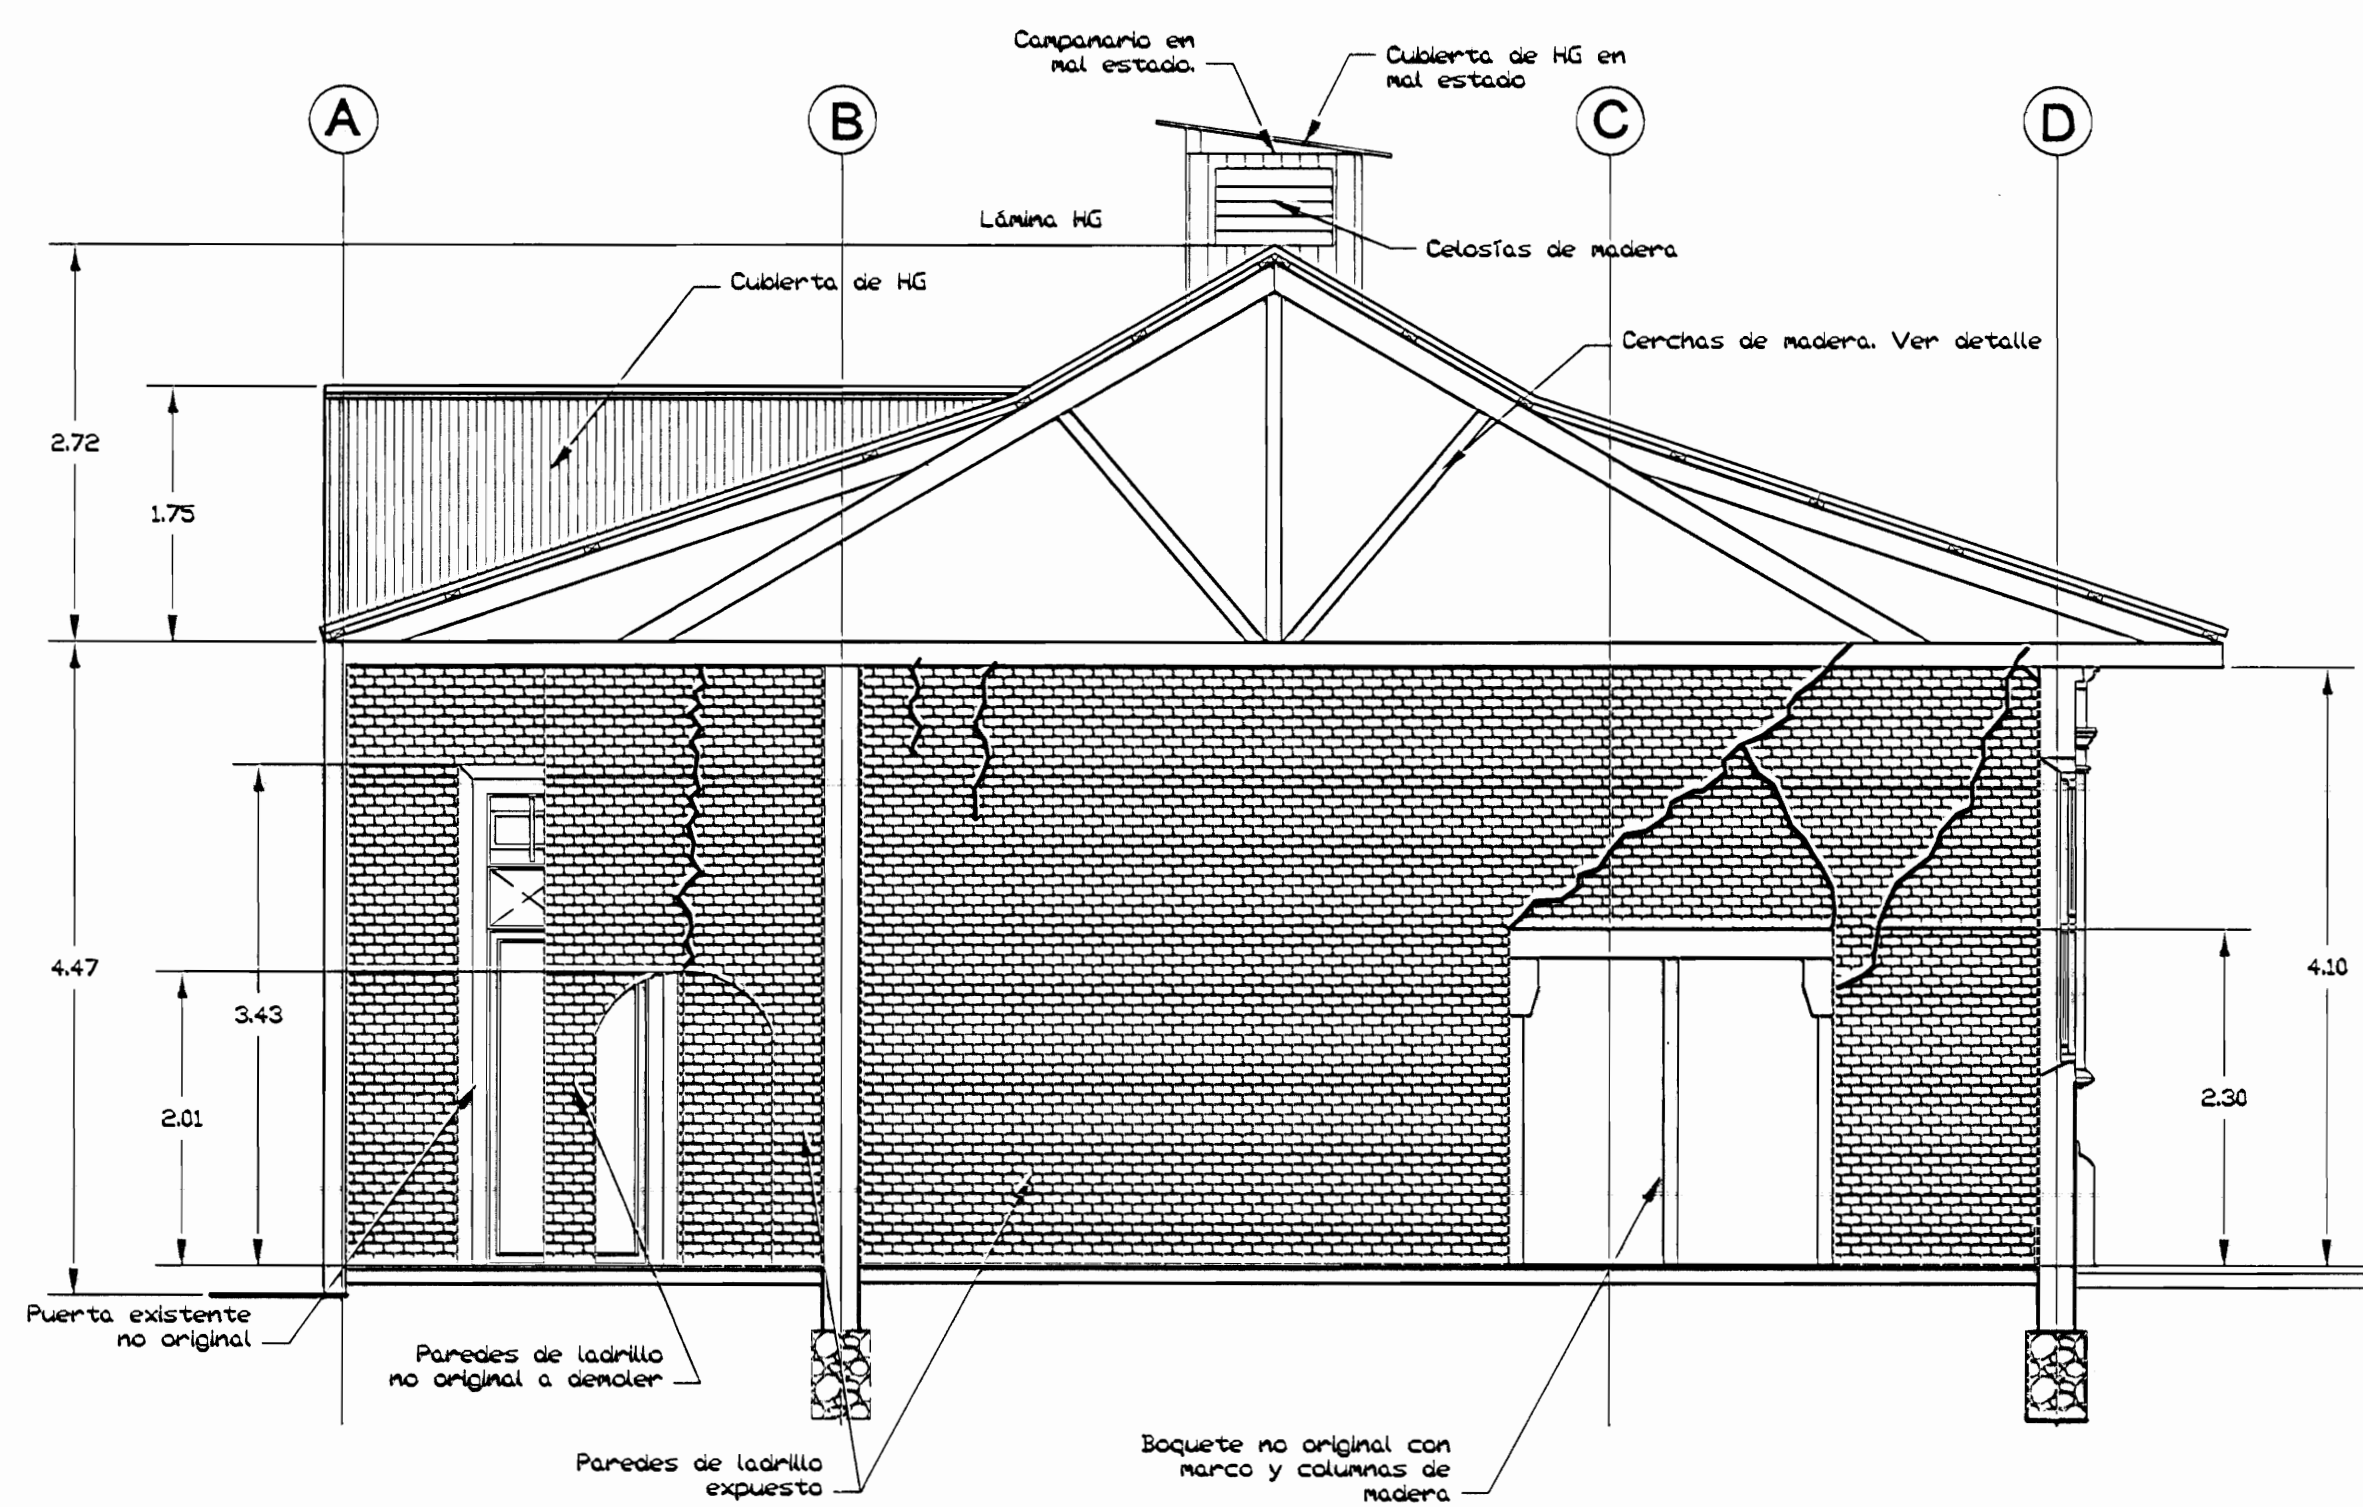 Campanario en
mal estado.
Cubierta de HG en
mal estado
A
B
C
D
Lámina HG
Celosías de madera
Cubierta de HG
Cerchas de madera. Ver detalle
2.72
1.75
4.47
3.43
2.01
4.10
2.30
Puerta existente
no original
Paredes de ladrillo
no original a demoler
Paredes de ladrillo
expuesto
Boquete no original con
marco y columnas de
madera